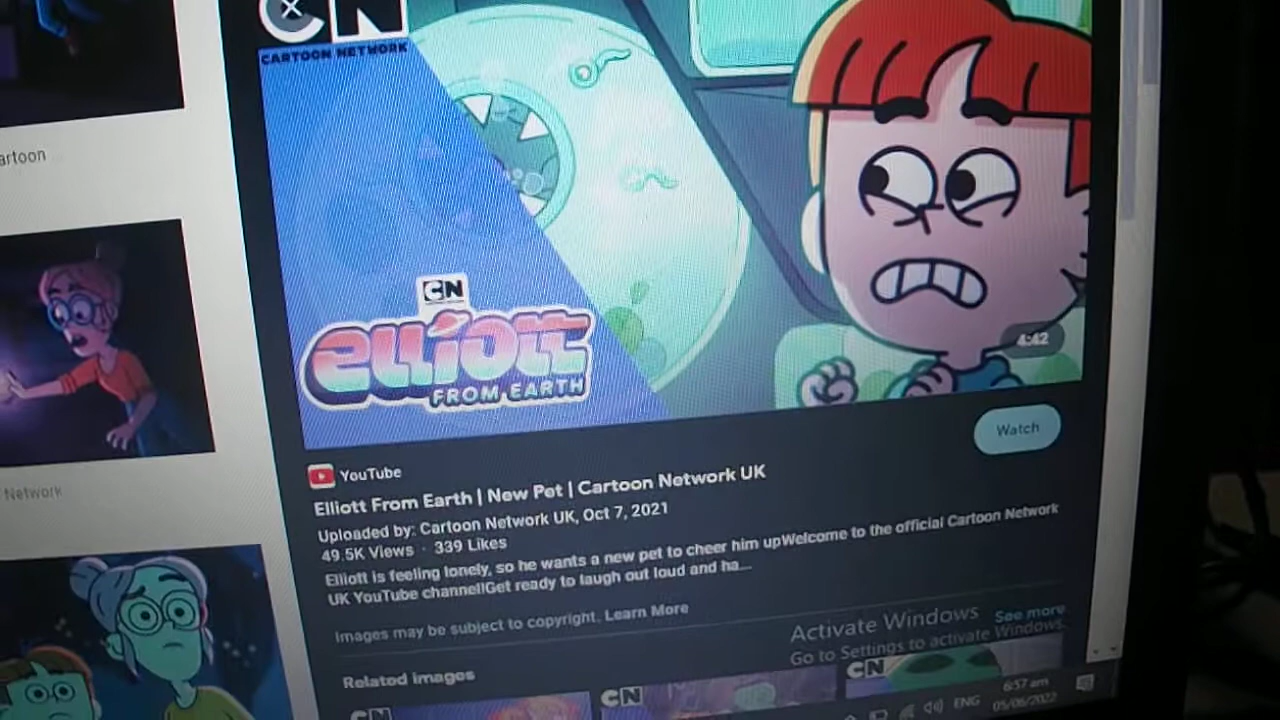 CN
CARTOON NETWORK
artoon
CN
elliott
FROM EARTH
4:42
Watch
Network
YouTube
Elliott From Earth | New Pet | Cartoon Network UK
Uploaded by: Cartoon Network UK, Oct 7, 2021
49.5K Views · 339 Likes
Elliott is feeling lonely, so he wants a new pet to cheer him upWelcome to the official Cartoon Network
UK YouTube channel!Get ready to laugh out loud and ha...
Images may be subject to copyright. Learn More
See more
Activate Windows
Go to Settings to activate Windows.
Related images
CN
CN
CN
ENG
6:57 am
05/06/2022